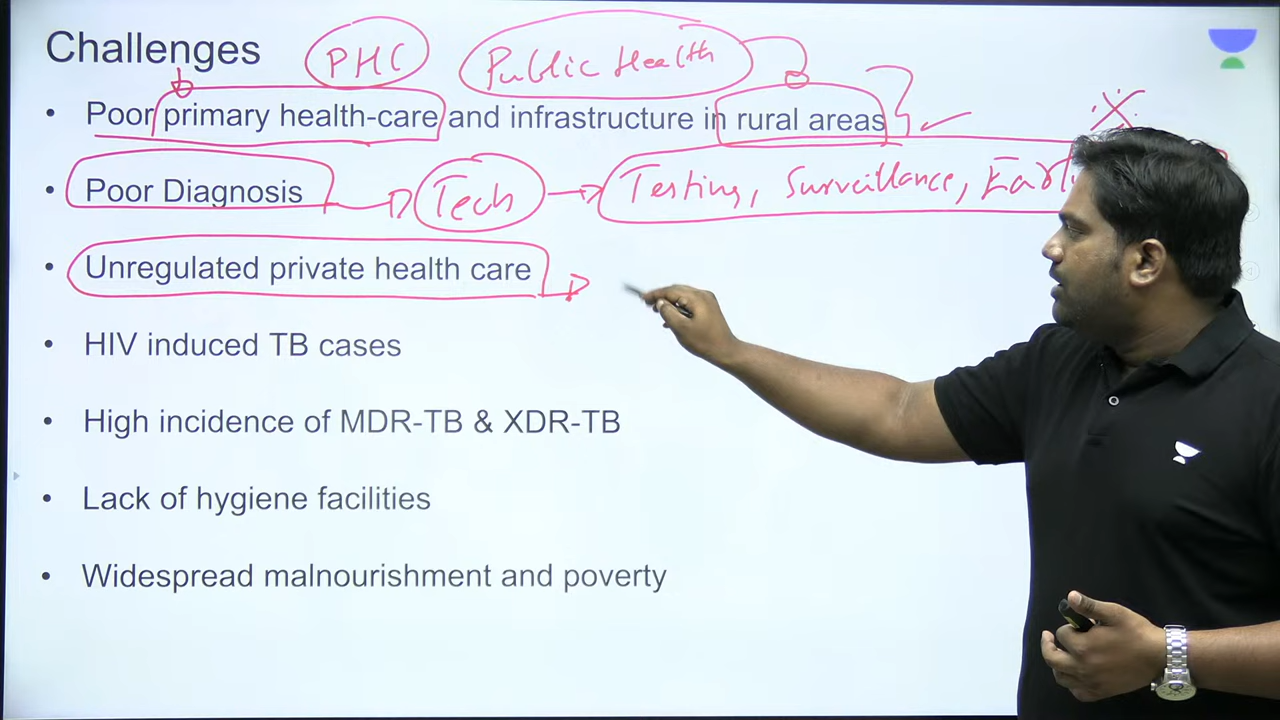 Challenges
PHC
Public Health
• Poor primary health-care and infrastructure in rural areas
• Poor Diagnosis
Tech
Testing, Surveillance,
• Unregulated private health care
• HIV induced TB cases
• High incidence of MDR-TB & XDR-TB
• Lack of hygiene facilities
• Widespread malnourishment and poverty